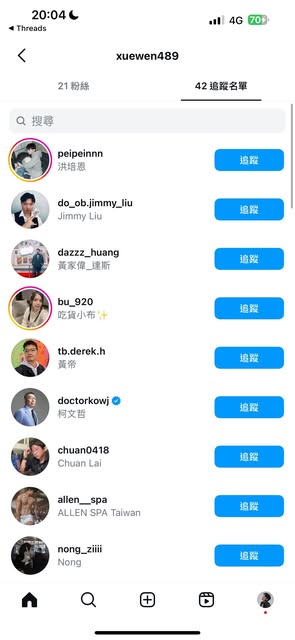 20:04
4G
70
◀ Threads
xuewen489
21 粉絲
42 追蹤名單
搜尋
peipeinnn
洪培恩
追蹤
do_ob.jimmy_liu
Jimmy Liu
追蹤
dazzz_huang
黃家偉_達斯
追蹤
bu_920
吃貨小布✨
追蹤
tb.derek.h
黃帝
追蹤
doctorkowj
柯文哲
追蹤
chuan0418
Chuan Lai
追蹤
allen__spa
ALLEN SPA Taiwan
追蹤
nong_ziiii
Nong
追蹤